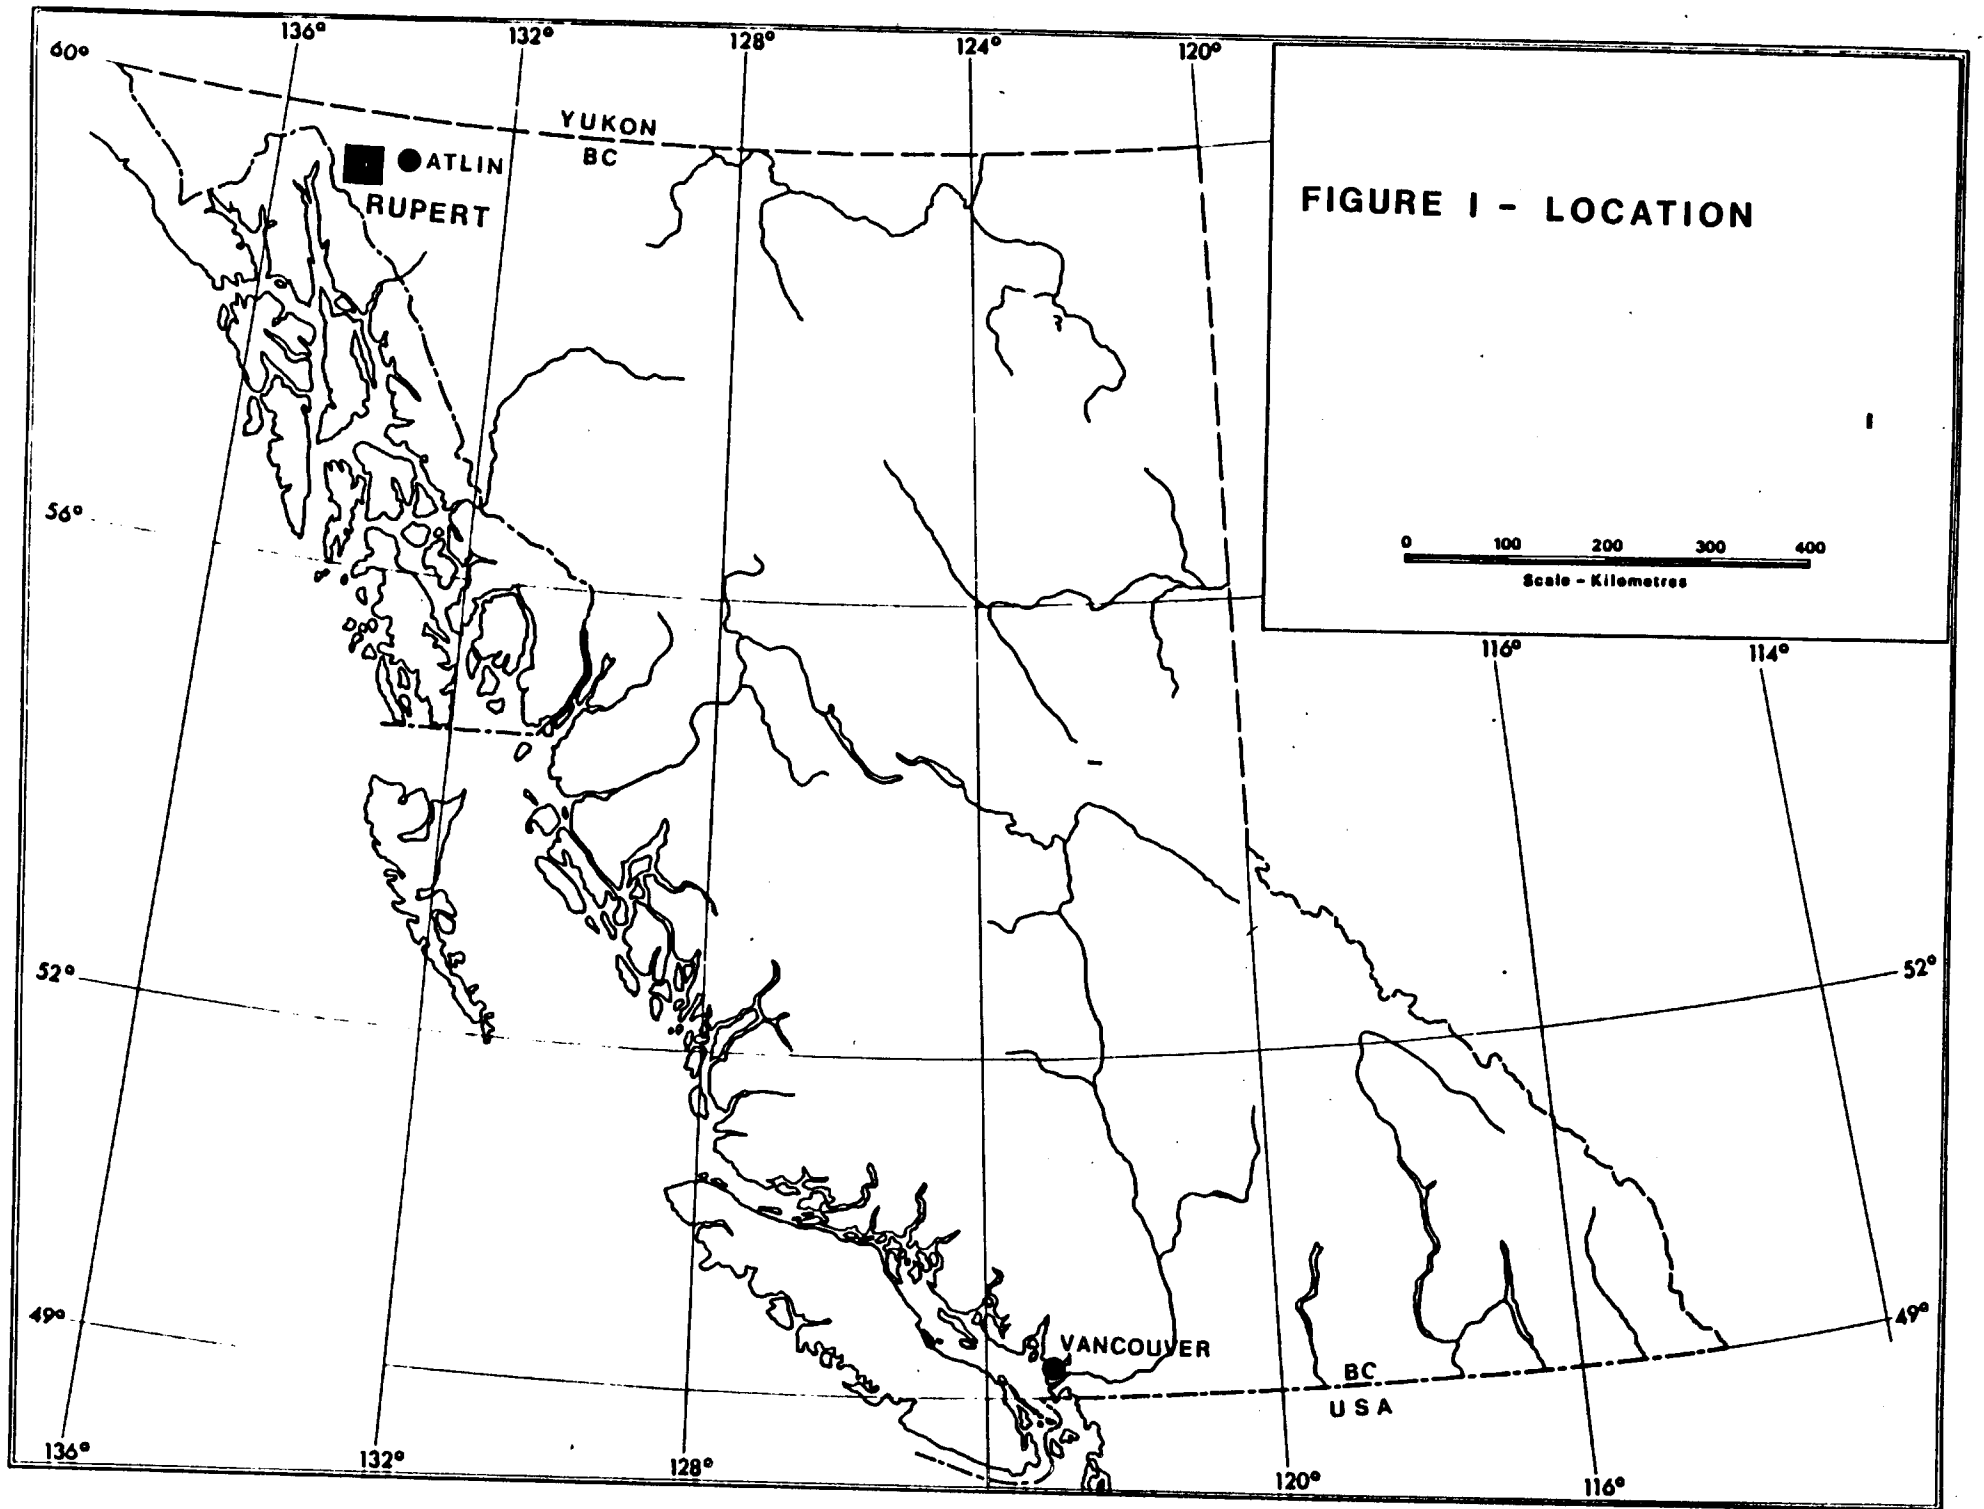 136° 132° 128° 124° 120°
60°
YUKON
BC
ATLIN
RUPERT
FIGURE I - LOCATION
56°
0 100 200 300 400
Scale - Kilometres
116° 114°
52° 52°
49° 49°
VANCOUVER
BC
USA
136° 132° 128° 120° 116°